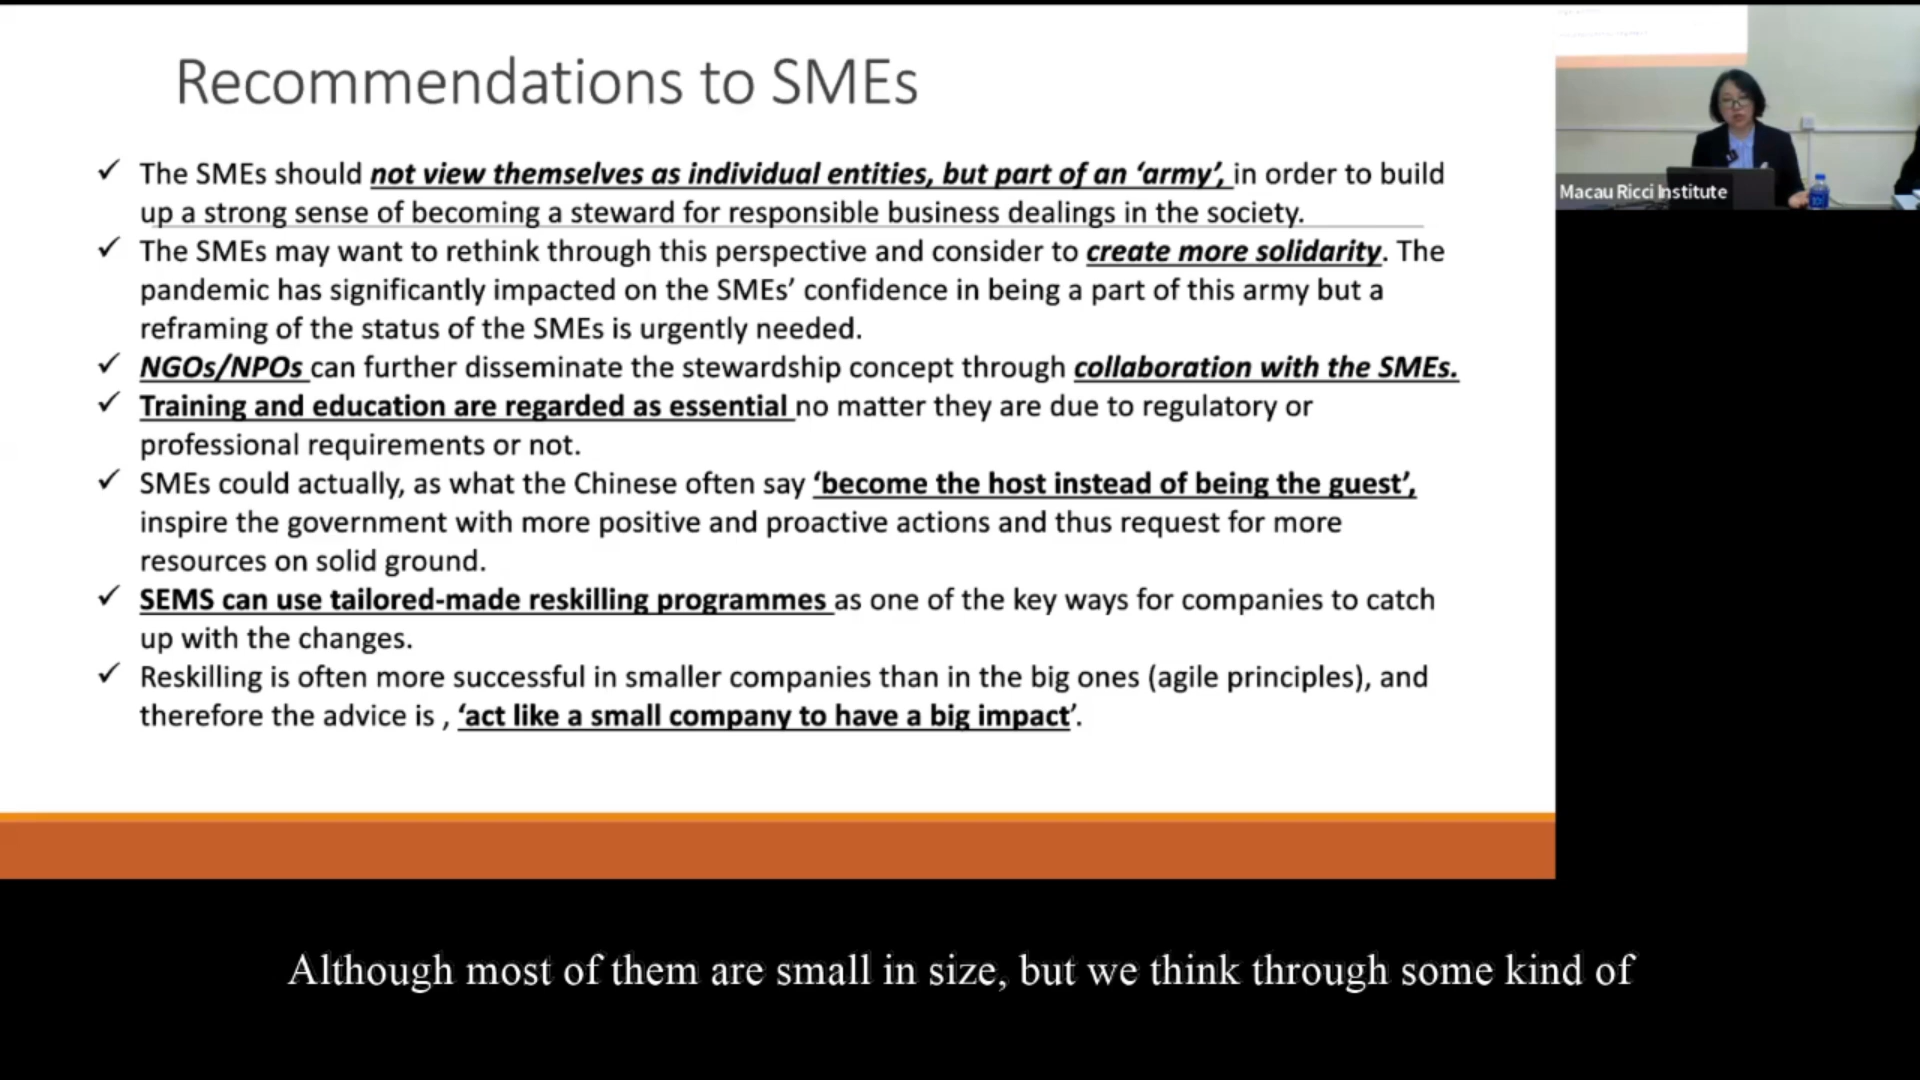 Recommendations to SMEs
✓ The SMEs should not view themselves as individual entities, but part of an ‘army’, in order to build
up a strong sense of becoming a steward for responsible business dealings in the society.
✓ The SMEs may want to rethink through this perspective and consider to create more solidarity. The
pandemic has significantly impacted on the SMEs’ confidence in being a part of this army but a
reframing of the status of the SMEs is urgently needed.
✓ NGOs/NPOs can further disseminate the stewardship concept through collaboration with the SMEs.
✓ Training and education are regarded as essential no matter they are due to regulatory or
professional requirements or not.
✓ SMEs could actually, as what the Chinese often say ‘become the host instead of being the guest’,
inspire the government with more positive and proactive actions and thus request for more
resources on solid ground.
✓ SEMS can use tailored-made reskilling programmes as one of the key ways for companies to catch
up with the changes.
✓ Reskilling is often more successful in smaller companies than in the big ones (agile principles), and
therefore the advice is , ‘act like a small company to have a big impact’.
Macau Ricci Institute
Although most of them are small in size, but we think through some kind of